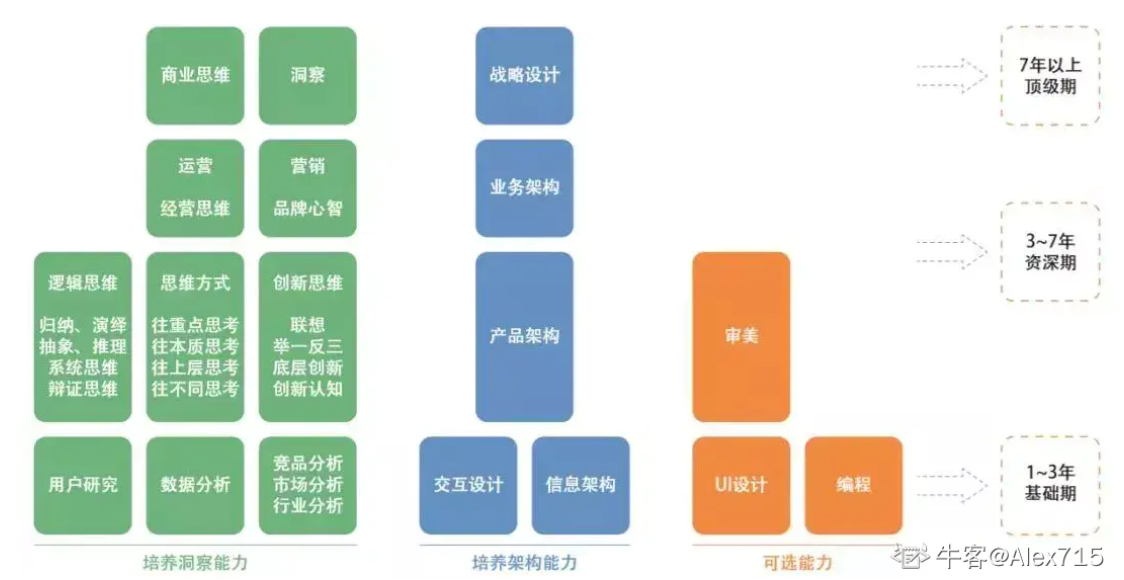 商业思维
洞察
战略设计
7年以上
顶级期
运营
经营思维
营销
品牌心智
业务架构
3~7年
资深期
逻辑思维
归纳、演绎
抽象、推理
系统思维
辩证思维
思维方式
往重点思考
往本质思考
往上层思考
往不同思考
创新思维
联想
举一反三
底层创新
创新认知
产品架构
审美
用户研究
数据分析
竞品分析
市场分析
行业分析
交互设计
信息架构
UI设计
编程
1~3年
基础期
培养洞察能力
培养架构能力
可选能力
牛客@Alex715